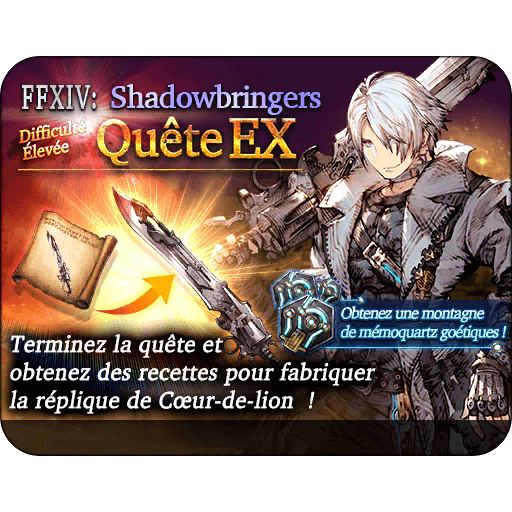 FFXIV: Shadowbringers
Difficulté
Élevée
Quête EX
Obtenez une montagne
de mémoquartz goétiques !
Terminez la quête et
obtenez des recettes pour fabriquer
la réplique de Cœur-de-lion !